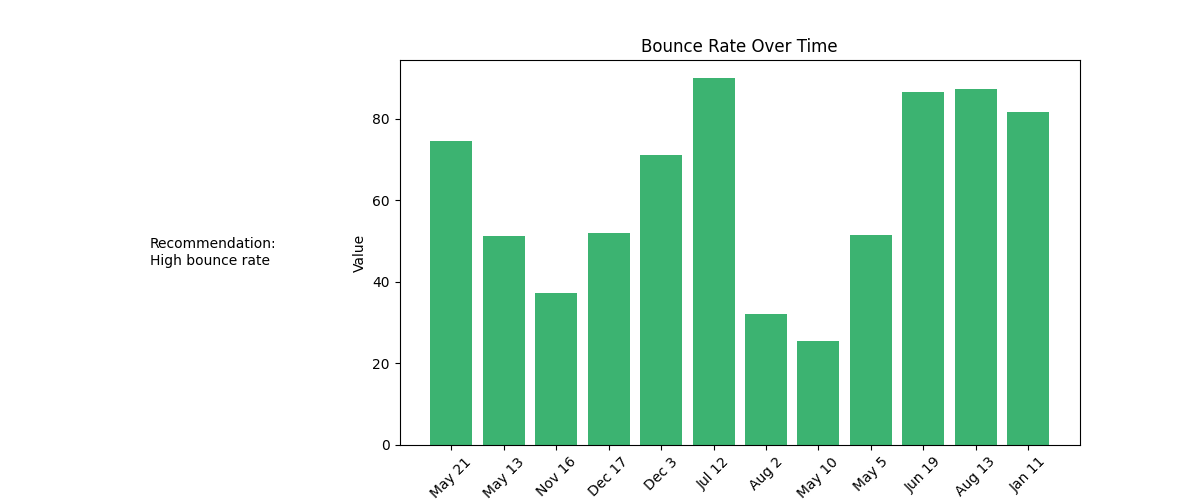 Bounce Rate Over Time
Recommendation:
High bounce rate
Value
80
60
40
20
0
May 21
May 13
Nov 16
Dec 17
Dec 3
Jul 12
Aug 2
May 10
May 5
Jun 19
Aug 13
Jan 11